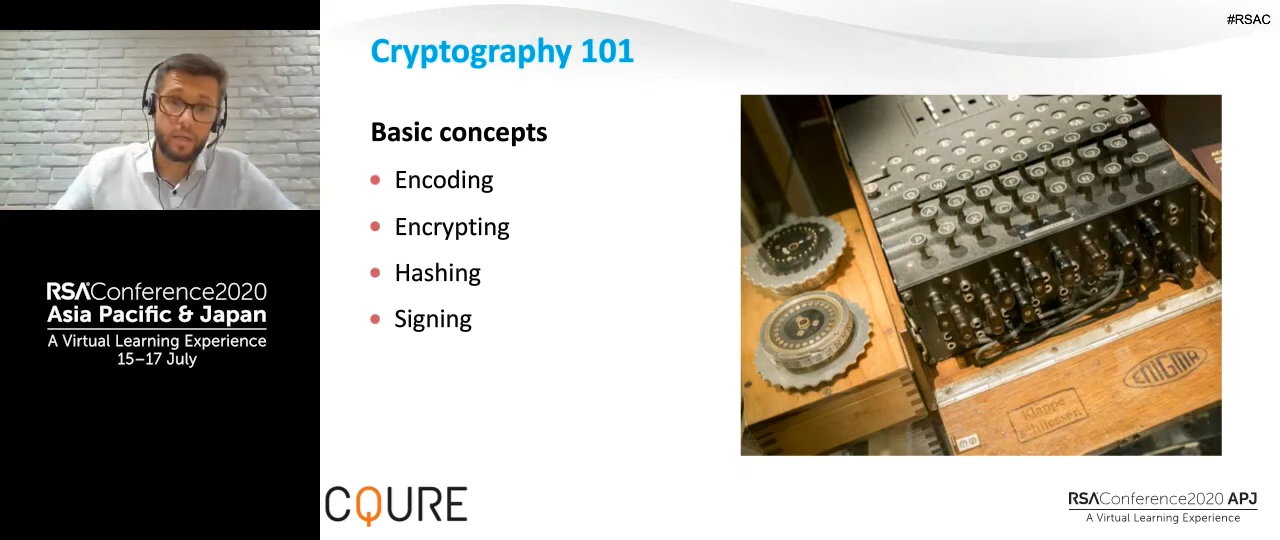 #RSAC
Cryptography 101
Basic concepts
Encoding
Encrypting
Hashing
Signing
RSAConference2020
Asia Pacific & Japan
A Virtual Learning Experience
15–17 July
ENIGMA
Klappe
schliessen
CQURE
RSAConference2020 APJ
A Virtual Learning Experience